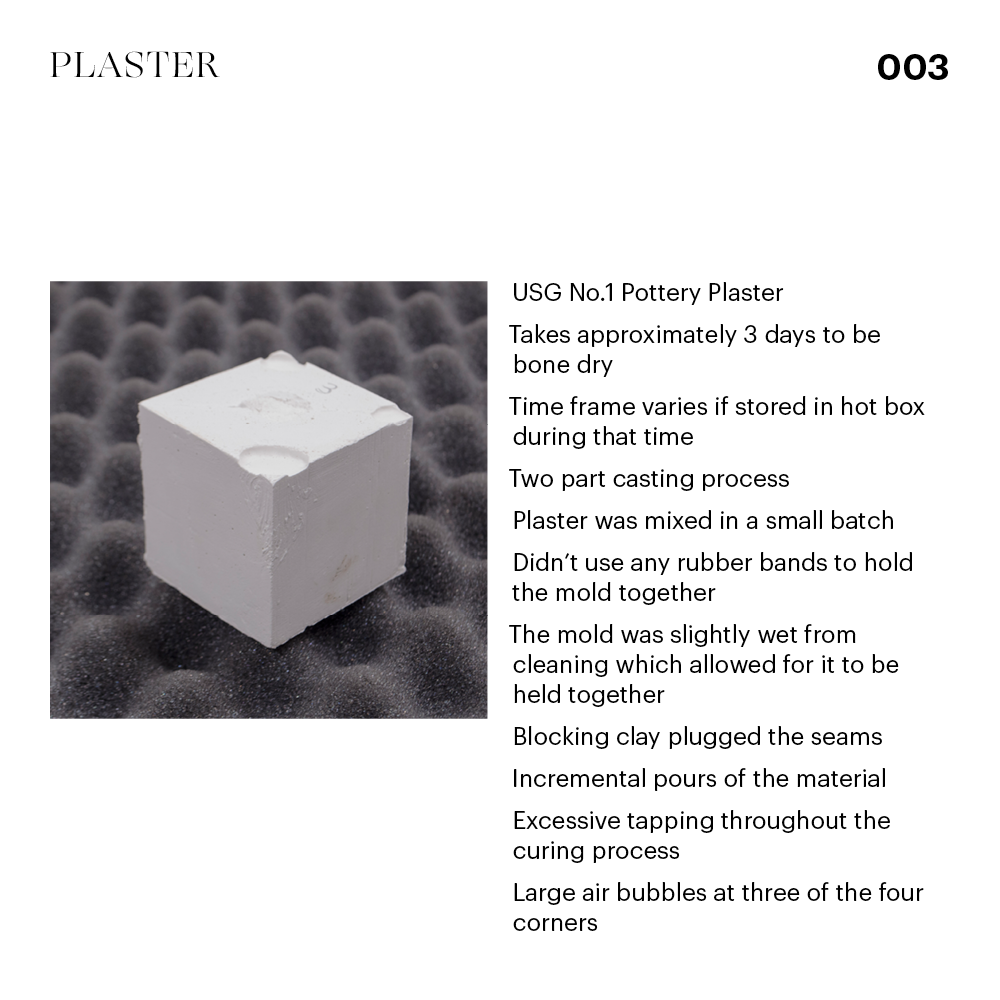 PLASTER
003
USG No.1 Pottery Plaster
Takes approximately 3 days to be
bone dry
Time frame varies if stored in hot box
during that time
Two part casting process
Plaster was mixed in a small batch
Didn’t use any rubber bands to hold
the mold together
The mold was slightly wet from
cleaning which allowed for it to be
held together
Blocking clay plugged the seams
Incremental pours of the material
Excessive tapping throughout the
curing process
Large air bubbles at three of the four
corners
3